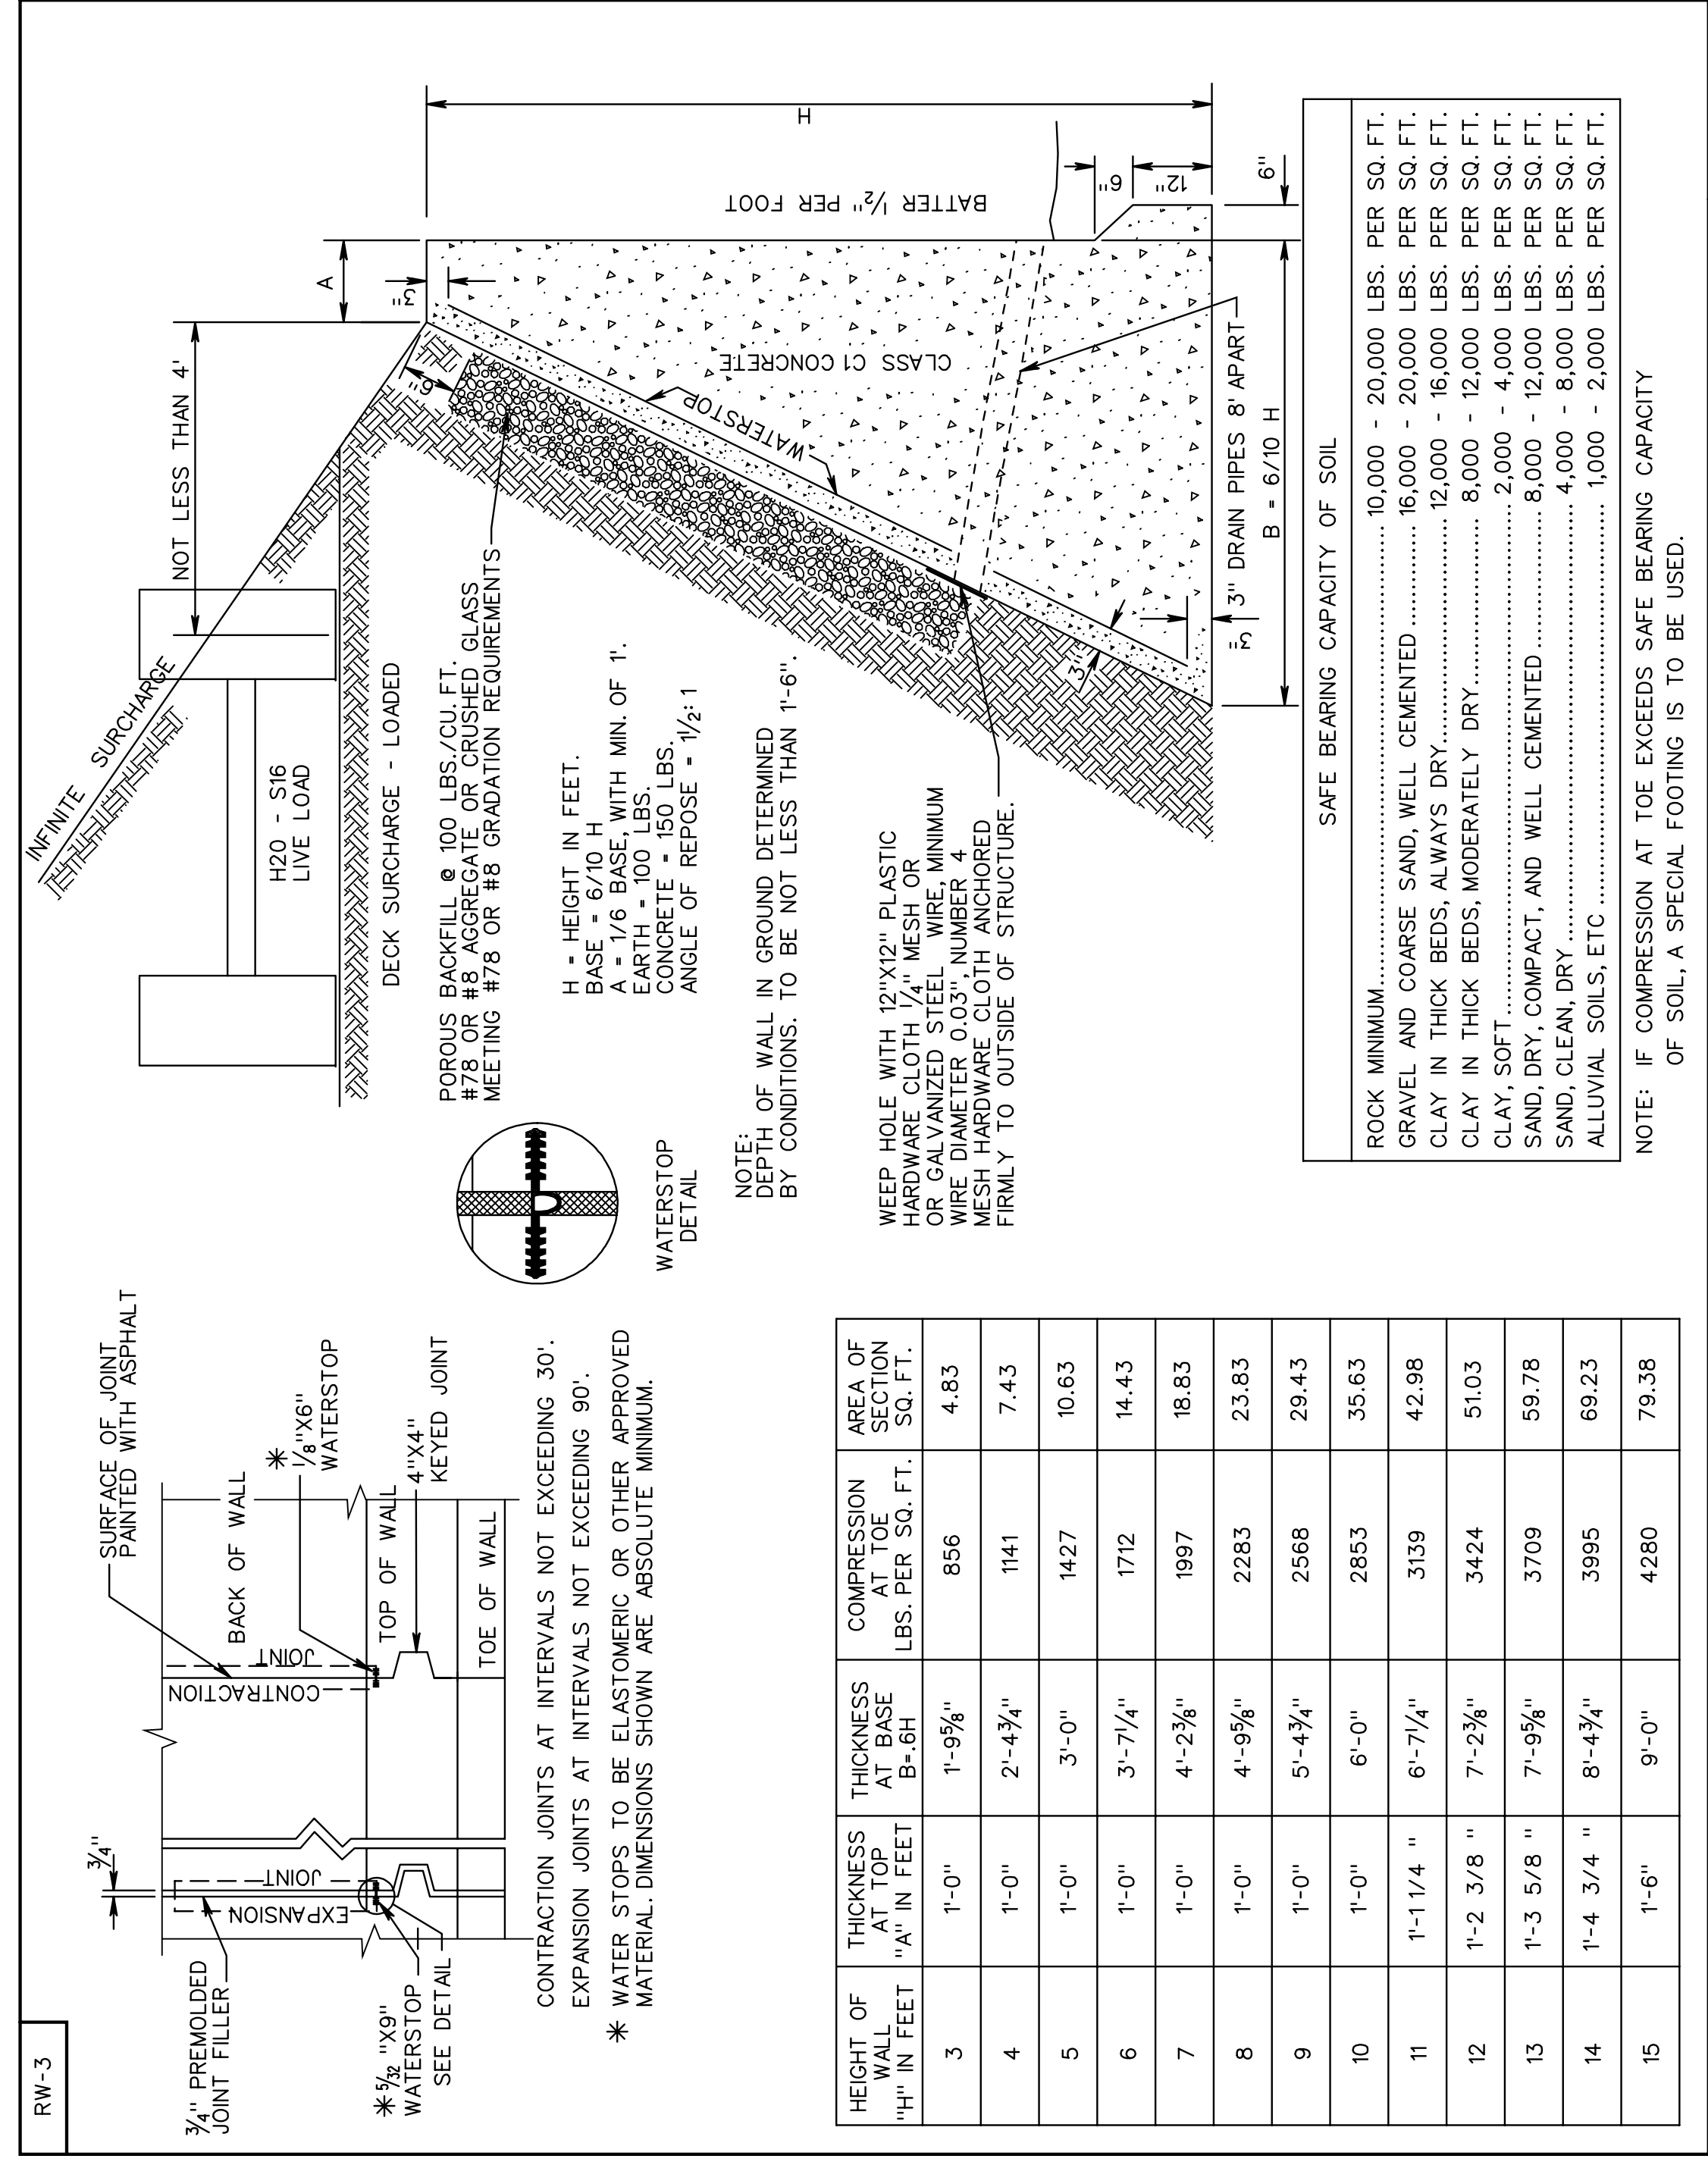 RW-3
3/4"
3/4" PREMOLDED
JOINT FILLER
EXPANSION
JOINT
*5/32 "X9"
WATERSTOP
SEE DETAIL
CONTRACTION
JOINT
SURFACE OF JOINT
PAINTED WITH ASPHALT
BACK OF WALL
*
1/8"X6"
WATERSTOP
TOP OF WALL
4"X4"
KEYED JOINT
TOE OF WALL
CONTRACTION JOINTS AT INTERVALS NOT EXCEEDING 30'.
EXPANSION JOINTS AT INTERVALS NOT EXCEEDING 90'.
* WATER STOPS TO BE ELASTOMERIC OR OTHER APPROVED
MATERIAL. DIMENSIONS SHOWN ARE ABSOLUTE MINIMUM.
WATERSTOP
DETAIL
INFINITE SURCHARGE
NOT LESS THAN 4'
H20 - S16
LIVE LOAD
DECK SURCHARGE - LOADED
POROUS BACKFILL @ 100 LBS./CU. FT.
#78 OR #8 AGGREGATE OR CRUSHED GLASS
MEETING #78 OR #8 GRADATION REQUIREMENTS
H = HEIGHT IN FEET.
BASE = 6/10 H
A = 1/6 BASE, WITH MIN. OF 1'.
EARTH = 100 LBS.
CONCRETE = 150 LBS.
ANGLE OF REPOSE = 1 1/2: 1
NOTE:
DEPTH OF WALL IN GROUND DETERMINED
BY CONDITIONS. TO BE NOT LESS THAN 1'-6".
WEEP HOLE WITH 12"X12" PLASTIC
HARDWARE CLOTH 1/4" MESH OR
OR GALVANIZED STEEL WIRE, MINIMUM
WIRE DIAMETER 0.03", NUMBER 4
MESH HARDWARE CLOTH ANCHORED
FIRMLY TO OUTSIDE OF STRUCTURE.
A
3"
6"
WATERSTOP
CLASS C1 CONCRETE
BATTER 1/2" PER FOOT
H
6"
12"
6"
3"
3"
3" DRAIN PIPES 8' APART
B = 6/10 H
HEIGHT OF WALL "H" IN FEET | THICKNESS AT TOP "A" IN FEET | THICKNESS AT BASE B=.6H | COMPRESSION AT TOE LBS. PER SQ. FT. | AREA OF SECTION SQ. FT.
3 | 1'-0" | 1'-9 5/8" | 856 | 4.83
4 | 1'-0" | 2'-4 3/4" | 1141 | 7.43
5 | 1'-0" | 3'-0" | 1427 | 10.63
6 | 1'-0" | 3'-7 1/4" | 1712 | 14.43
7 | 1'-0" | 4'-2 3/8" | 1997 | 18.83
8 | 1'-0" | 4'-9 5/8" | 2283 | 23.83
9 | 1'-0" | 5'-4 3/4" | 2568 | 29.43
10 | 1'-0" | 6'-0" | 2853 | 35.63
11 | 1'-1 1/4 " | 6'-7 1/4" | 3139 | 42.98
12 | 1'-2 3/8 " | 7'-2 3/8" | 3424 | 51.03
13 | 1'-3 5/8 " | 7'-9 5/8" | 3709 | 59.78
14 | 1'-4 3/4 " | 8'-4 3/4" | 3995 | 69.23
15 | 1'-6" | 9'-0" | 4280 | 79.38
SAFE BEARING CAPACITY OF SOIL
ROCK MINIMUM..... 10,000 - 20,000 LBS. PER SQ. FT.
GRAVEL AND COARSE SAND, WELL CEMENTED ..... 16,000 - 20,000 LBS. PER SQ. FT.
CLAY IN THICK BEDS, ALWAYS DRY..... 12,000 - 16,000 LBS. PER SQ. FT.
CLAY IN THICK BEDS, MODERATELY DRY..... 8,000 - 12,000 LBS. PER SQ. FT.
CLAY, SOFT..... 2,000 - 4,000 LBS. PER SQ. FT.
SAND, DRY, COMPACT, AND WELL CEMENTED ..... 8,000 - 12,000 LBS. PER SQ. FT.
SAND, CLEAN, DRY ..... 4,000 - 8,000 LBS. PER SQ. FT.
ALLUVIAL SOILS, ETC ..... 1,000 - 2,000 LBS. PER SQ. FT.
NOTE: IF COMPRESSION AT TOE EXCEEDS SAFE BEARING CAPACITY
OF SOIL, A SPECIAL FOOTING IS TO BE USED.